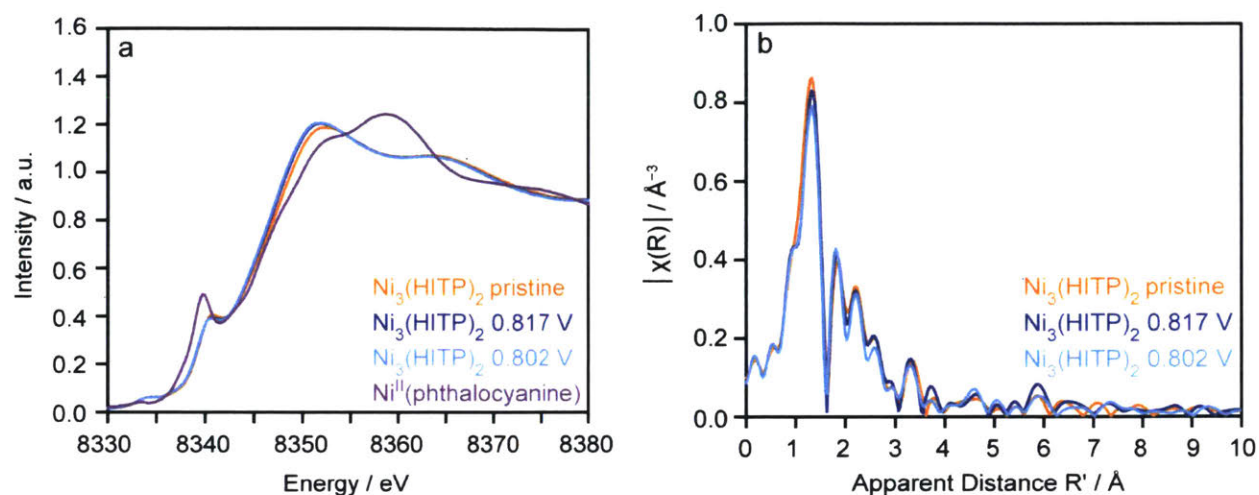 a
1.6
1.4
1.2
1.0
0.8
0.6
0.4
0.2
0.0
Intensity / a.u.
8330 8340 8350 8360 8370 8380
Energy / eV
Ni₃(HITP)₂ pristine
Ni₃(HITP)₂ 0.817 V
Ni₃(HITP)₂ 0.802 V
Niᴵᴵ(phthalocyanine)
b
1.0
0.8
0.6
0.4
0.2
0.0
| χ(R)| / Å⁻³
0 1 2 3 4 5 6 7 8 9 10
Apparent Distance R' / Å
Ni₃(HITP)₂ pristine
Ni₃(HITP)₂ 0.817 V
Ni₃(HITP)₂ 0.802 V